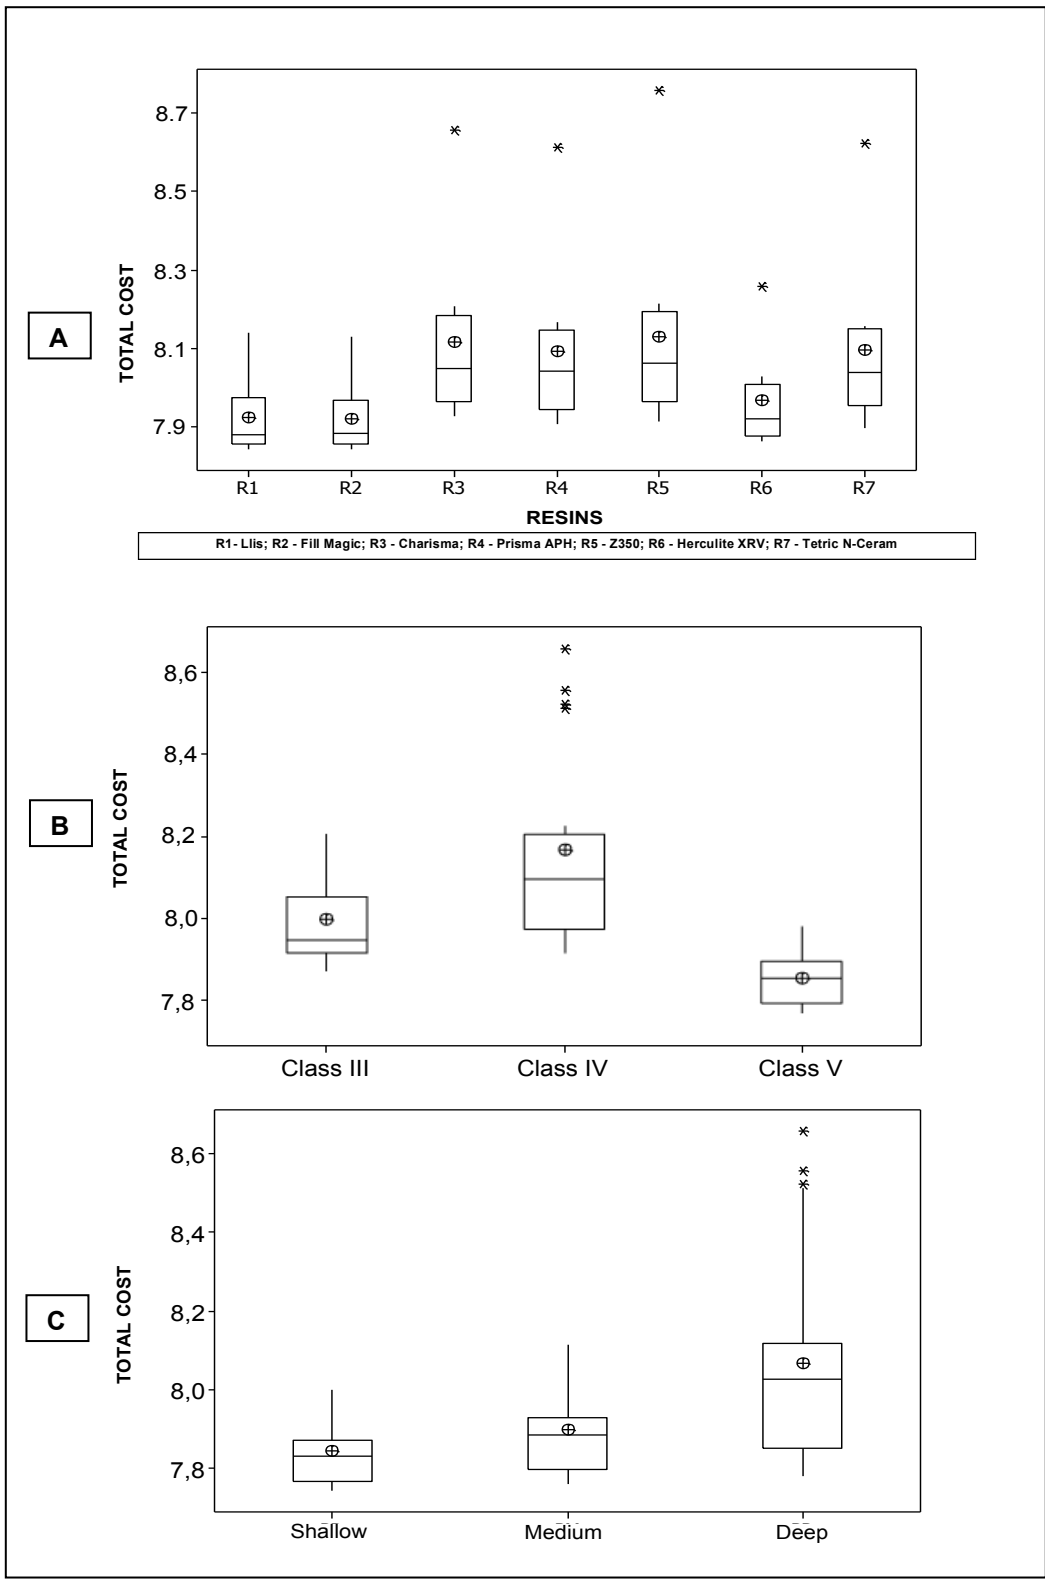 8.7
8.5
8.3
8.1
7.9
TOTAL COST
A
R1 R2 R3 R4 R5 R6 R7
RESINS
R1- Llis; R2 - Fill Magic; R3 - Charisma; R4 - Prisma APH; R5 - Z350; R6 - Herculite XRV; R7 - Tetric N-Ceram
8,6
8,4
8,2
8,0
7,8
TOTAL COST
B
Class III Class IV Class V
8,6
8,4
8,2
8,0
7,8
TOTAL COST
C
Shallow Medium Deep